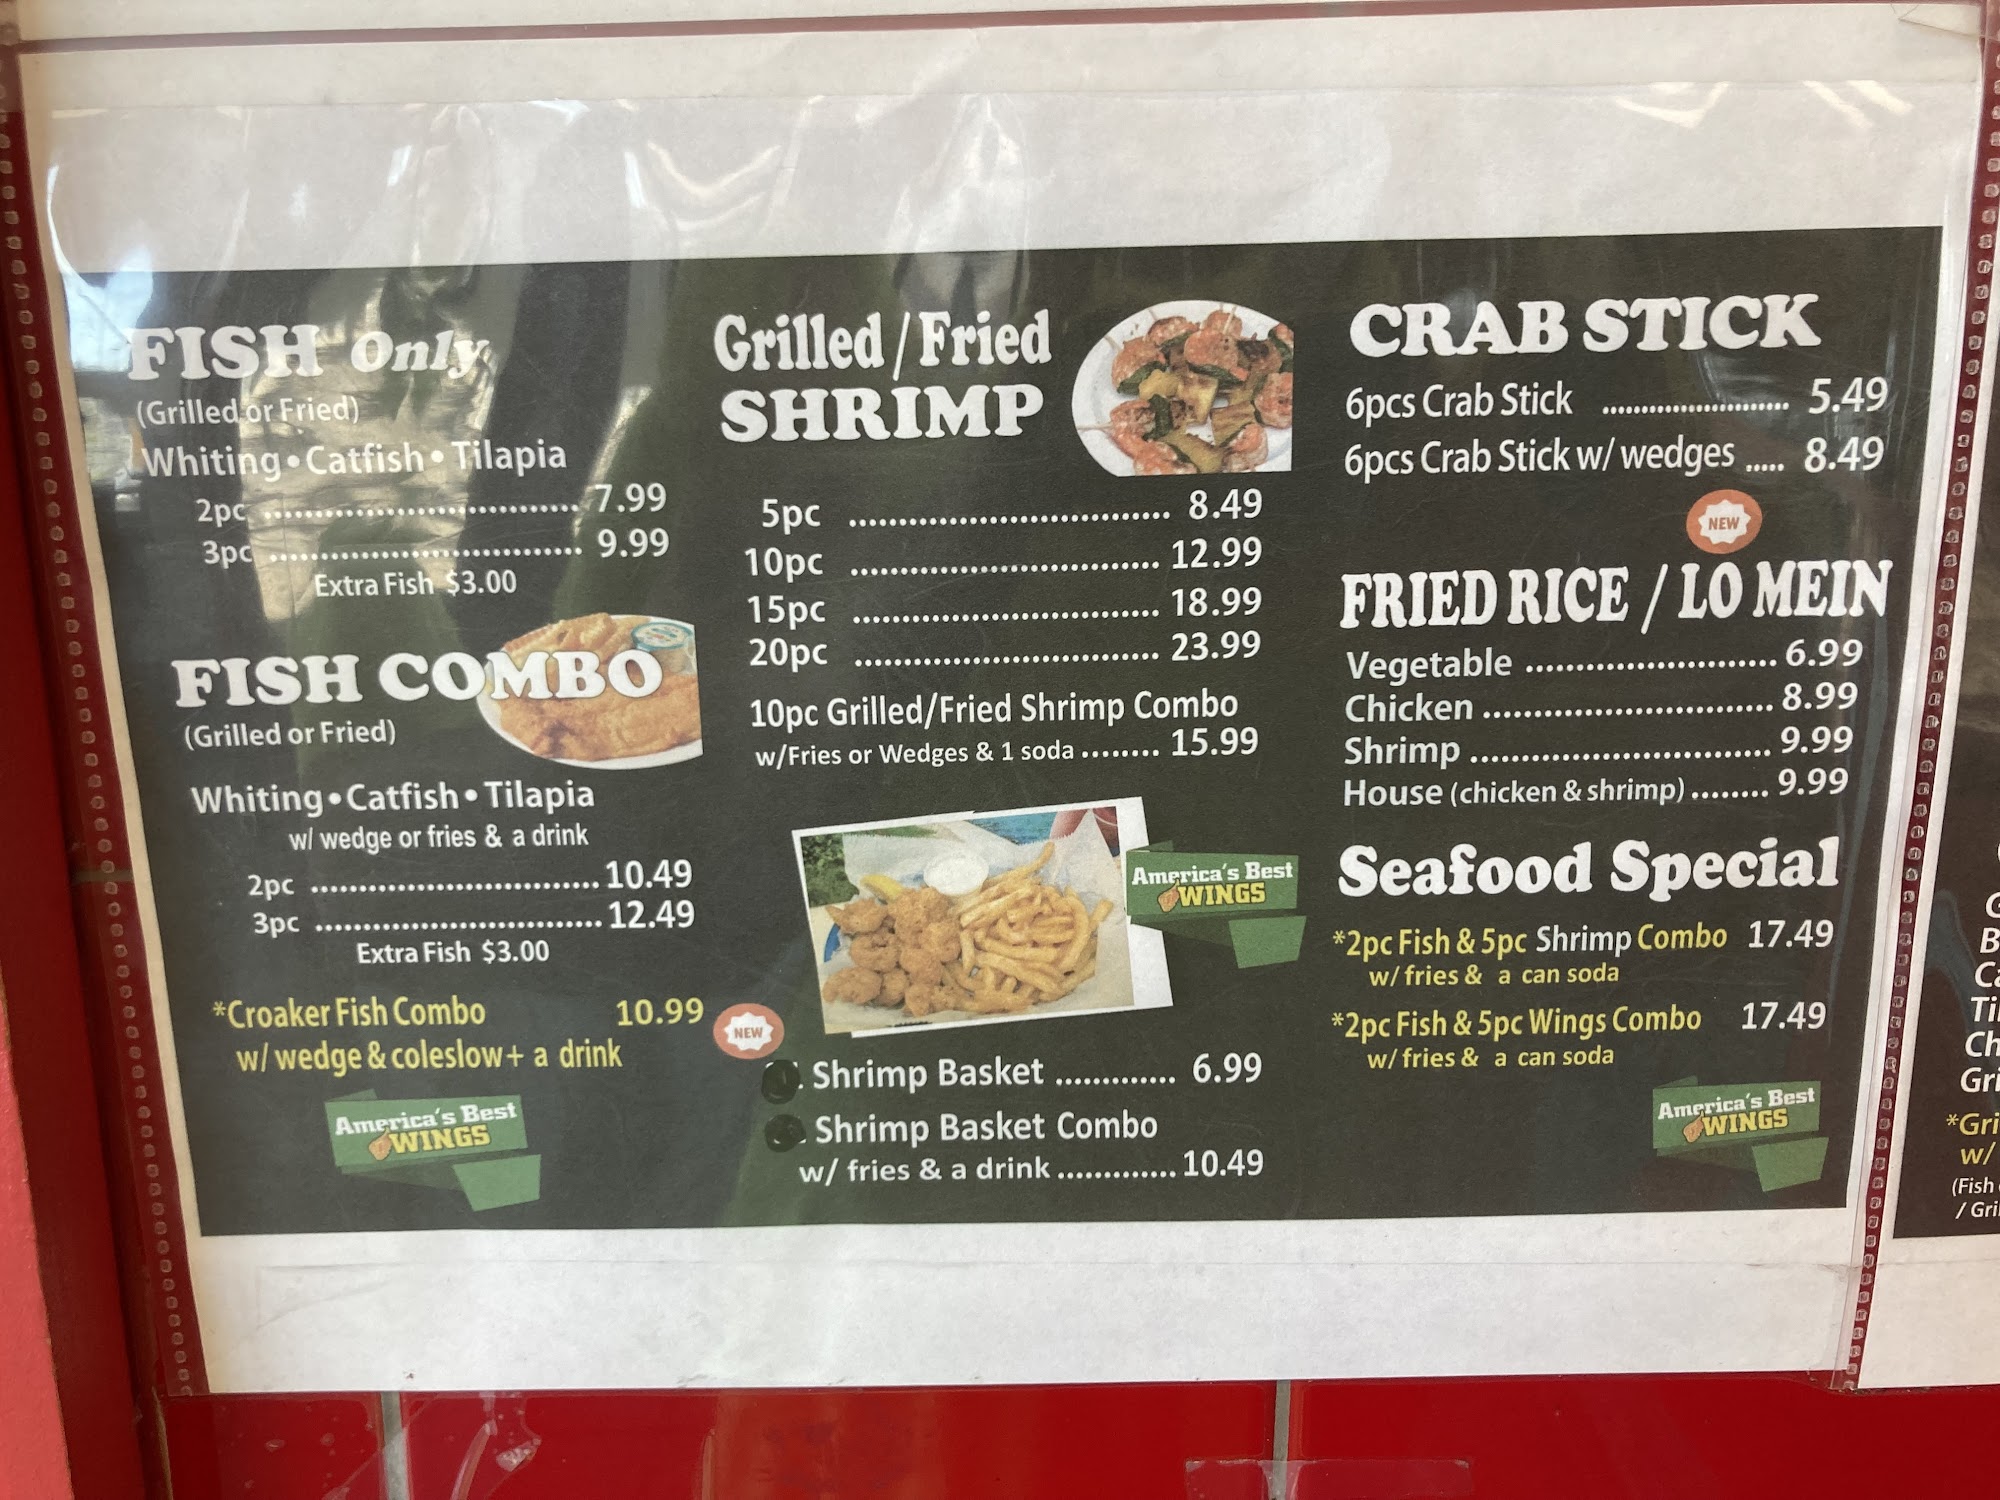 FISH Only
(Grilled or Fried)
Whiting • Catfish • Tilapia
2pc ................................ 7.99
3pc ................................ 9.99
Extra Fish $3.00
FISH COMBO
(Grilled or Fried)
Whiting • Catfish • Tilapia
w/ wedge or fries & a drink
2pc ............................. 10.49
3pc ............................. 12.49
Extra Fish $3.00
*Croaker Fish Combo 10.99
w/ wedge & coleslow + a drink
NEW
America's Best
WINGS
Grilled / Fried
SHRIMP
5pc ................................ 8.49
10pc ............................... 12.99
15pc ............................... 18.99
20pc ............................... 23.99
10pc Grilled/Fried Shrimp Combo
w/Fries or Wedges & 1 soda ........ 15.99
America's Best
WINGS
. Shrimp Basket ............. 6.99
. Shrimp Basket Combo
w/ fries & a drink ............. 10.49
CRAB STICK
6pcs Crab Stick .......................... 5.49
6pcs Crab Stick w/ wedges ..... 8.49
NEW
FRIED RICE / LO MEIN
Vegetable .......................... 6.99
Chicken .............................. 8.99
Shrimp ............................... 9.99
House (chicken & shrimp) ........ 9.99
Seafood Special
*2pc Fish & 5pc Shrimp Combo 17.49
w/ fries & a can soda
*2pc Fish & 5pc Wings Combo 17.49
w/ fries & a can soda
America's Best
WINGS
*Gri
w/
(Fish
/ Gril